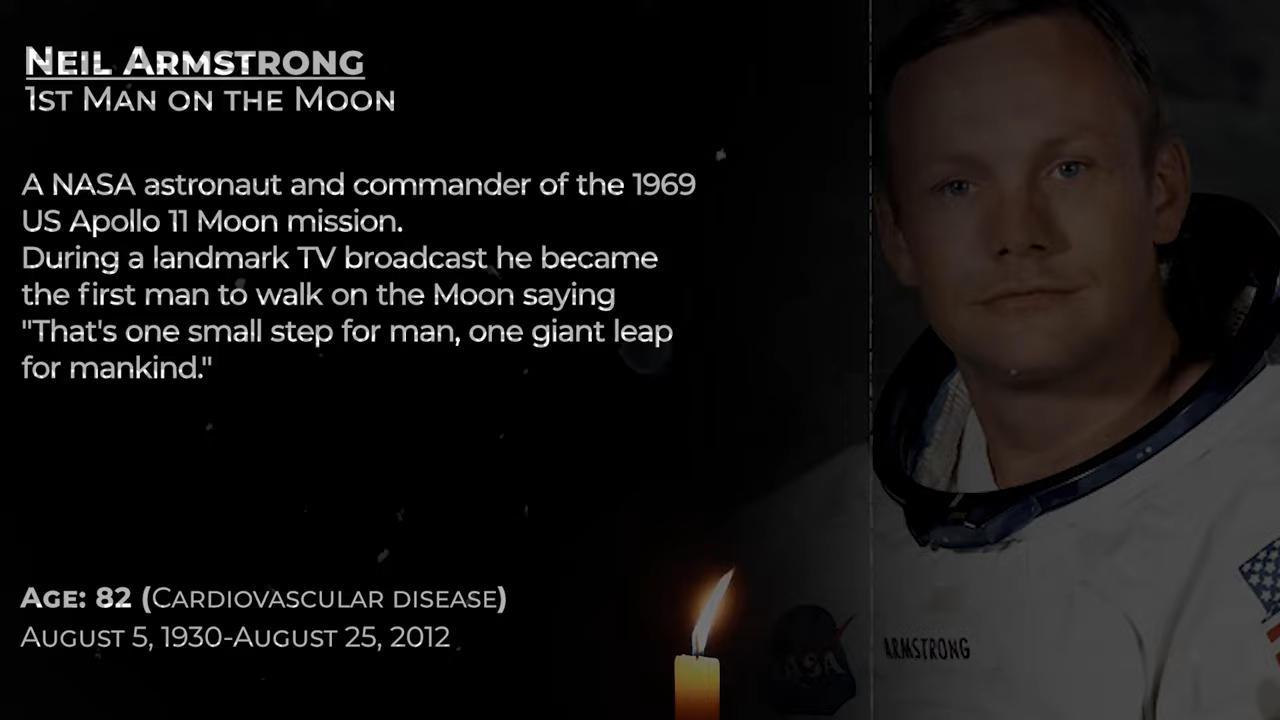 NEIL ARMSTRONG
1ST MAN ON THE MOON
A NASA astronaut and commander of the 1969
US Apollo 11 Moon mission.
During a landmark TV broadcast he became
the first man to walk on the Moon saying
"That's one small step for man, one giant leap
for mankind."
AGE: 82 (CARDIOVASCULAR DISEASE)
AUGUST 5, 1930-AUGUST 25, 2012
NASA
ARMSTRONG